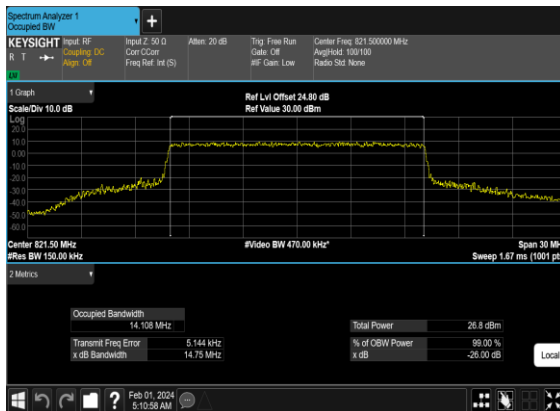 Spectrum Analyzer 1
Occupied BW
KEYSIGHT
R T
Input: RF
Coupling: DC
Align: Off
Input Z: 50 Ω
Corr CCorr
Freq Ref: Int (S)
Atten: 20 dB
Trig: Free Run
Gate: Off
#IF Gain: Low
Center Freq: 821.500000 MHz
Avg|Hold: 100/100
Radio Std: None
1 Graph
Scale/Div 10.0 dB
Ref Lvl Offset 24.80 dB
Ref Value 30.00 dBm
Log
20.0
10.0
0.00
-10.0
-20.0
-30.0
-40.0
-50.0
-60.0
Center 821.50 MHz
#Res BW 150.00 kHz
#Video BW 470.00 kHz*
Span 30 MH
Sweep 1.67 ms (1001 pts
2 Metrics
Occupied Bandwidth
14.108 MHz
Transmit Freq Error 5.144 kHz
x dB Bandwidth 14.75 MHz
Total Power 26.8 dBm
% of OBW Power 99.00 %
x dB -26.00 dB
Local
Feb 01, 2024
5:10:58 AM